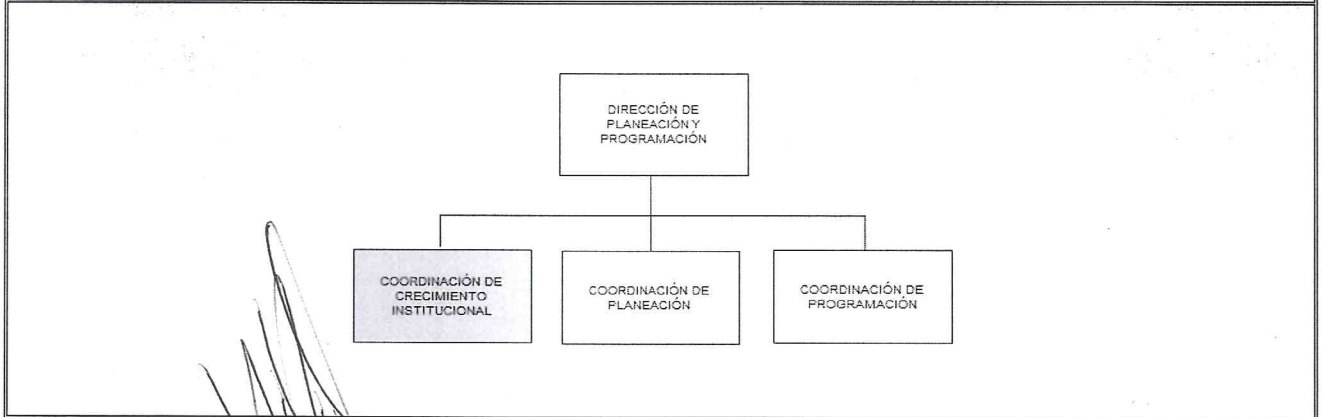 DIRECCIÓN DE
PLANEACIÓN Y
PROGRAMACIÓN
COORDINACIÓN DE
CRECIMIENTO
INSTITUCIONAL
COORDINACIÓN DE
PLANEACIÓN
COORDINACIÓN DE
PROGRAMACIÓN